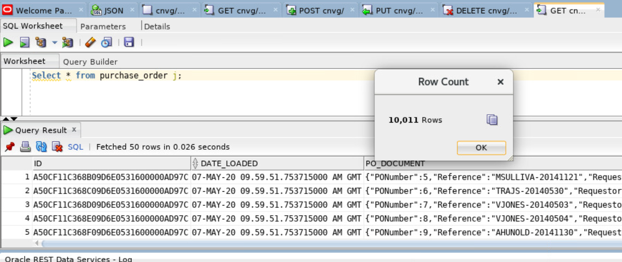 Welcome Pa... JSON cnvg/... GET cnvg/... POST cnvg/... PUT cnvg/... DELETE cnvg/... GET cn...
SQL Worksheet Parameters Details
Worksheet Query Builder
Select * from purchase_order j;
Row Count
10,011 Rows
OK
Query Result
SQL | Fetched 50 rows in 0.026 seconds
ID DATE_LOADED PO_DOCUMENT
1 A50CF11C368B09D6E0531600000AD97C 07-MAY-20 09.59.51.753715000 AM GMT {"PONumber":5,"Reference":"MSULLIVA-20141121","Reques
2 A50CF11C368C09D6E0531600000AD97C 07-MAY-20 09.59.51.753715000 AM GMT {"PONumber":6,"Reference":"TRAJS-20140530","Requestor
3 A50CF11C368D09D6E0531600000AD97C 07-MAY-20 09.59.51.753715000 AM GMT {"PONumber":7,"Reference":"VJONES-20140503","Requesto
4 A50CF11C368E09D6E0531600000AD97C 07-MAY-20 09.59.51.753715000 AM GMT {"PONumber":8,"Reference":"VJONES-20140504","Requesto
5 A50CF11C368F09D6E0531600000AD97C 07-MAY-20 09.59.51.753715000 AM GMT {"PONumber":9,"Reference":"AHUNOLD-20141130","Request
Oracle REST Data Services - Log